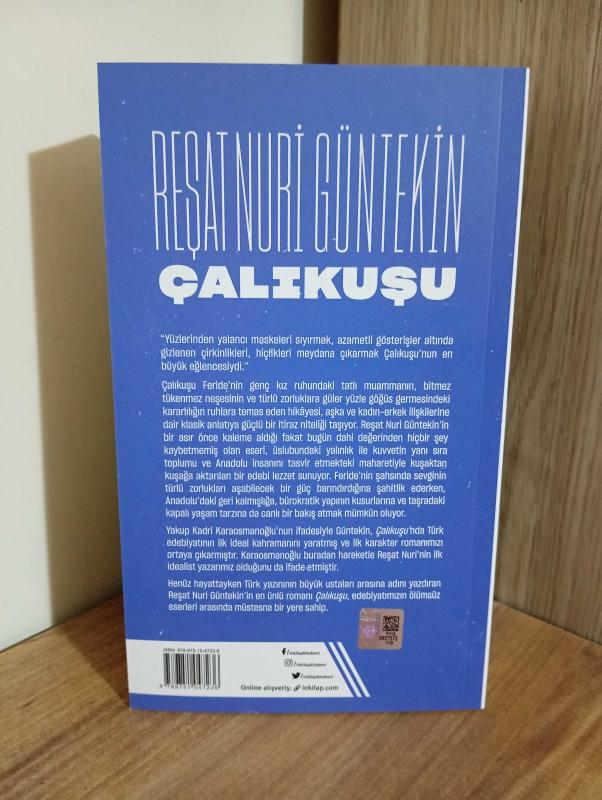 REŞAT NURİ GÜNTEKİN
ÇALIKUŞU
“Yüzlerinden yalancı maskeleri sıyırmak, azametli gösterişler altında
gizlenen çirkinlikleri, hiçlikleri meydana çıkarmak Çalıkuşu'nun en
büyük eğlencesiydi.”
Çalıkuşu Feride'nin genç kız ruhundaki tatlı muammanın, bitmez
tükenmez neşesinin ve türlü zorluklara güler yüzle göğüs germesindeki
kararlılığın ruhlara temas eden hikâyesi, aşka ve kadın-erkek ilişkilerine
dair klasik anlatıya güçlü bir itiraz niteliği taşıyor. Reşat Nuri Güntekin'in
bir asır önce kaleme aldığı fakat bugün dahi değerinden hiçbir şey
kaybetmemiş olan eseri, üslubundaki yalınlık ile kuvvetin yanı sıra
toplumu ve Anadolu insanını tasvir etmekteki maharetiyle kuşaktan
kuşağa aktarılan bir edebi lezzet sunuyor. Feride'nin şahsında sevginin
türlü zorlukları aşabilecek bir güç barındırdığına şahitlik ederken,
Anadolu'daki geri kalmışlığa, bürokratik yapının kusurlarına ve taşradaki
kapalı yaşam tarzına da canlı bir bakış atmak mümkün oluyor.
Yakup Kadri Karaosmanoğlu'nun ifadesiyle Güntekin, Çalıkuşu'nda Türk
edebiyatının ilk ideal kahramanını yaratmış ve ilk karakter romanımızı
ortaya çıkarmıştır. Karaosmanoğlu buradan hareketle Reşat Nuri'nin ilk
idealist yazarımız olduğunu da ifade etmiştir.
Henüz hayattayken Türk yazınının büyük ustaları arasına adını yazdıran
Reşat Nuri Güntekin'in en ünlü romanı Çalıkuşu, edebiyatımızın ölümsüz
eserleri arasında müstesna bir yere sahip.
ISBN: 978-975-10-4723-6
9 789751 047236
/inkilapkitabevi
/inkilapkitabevi
/inkilapkitabevi
Online alışveriş: inkilap.com